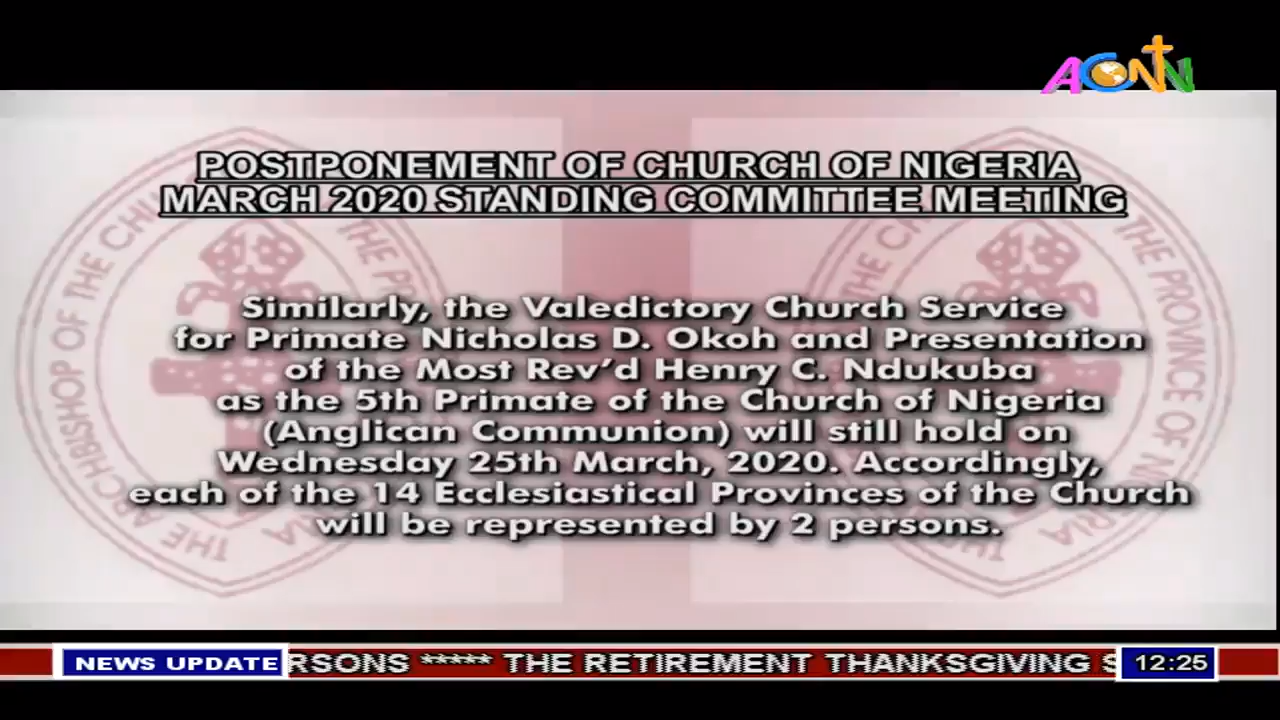 ACNN
POSTPONEMENT OF CHURCH OF NIGERIA
MARCH 2020 STANDING COMMITTEE MEETING
Similarly, the Valedictory Church Service
for Primate Nicholas D. Okoh and Presentation
of the Most Rev’d Henry C. Ndukuba
as the 5th Primate of the Church of Nigeria
(Anglican Communion) will still hold on
Wednesday 25th March, 2020. Accordingly,
each of the 14 Ecclesiastical Provinces of the Church
will be represented by 2 persons.
NEWS UPDATE
RSONS ***** THE RETIREMENT THANKSGIVING S
12:25